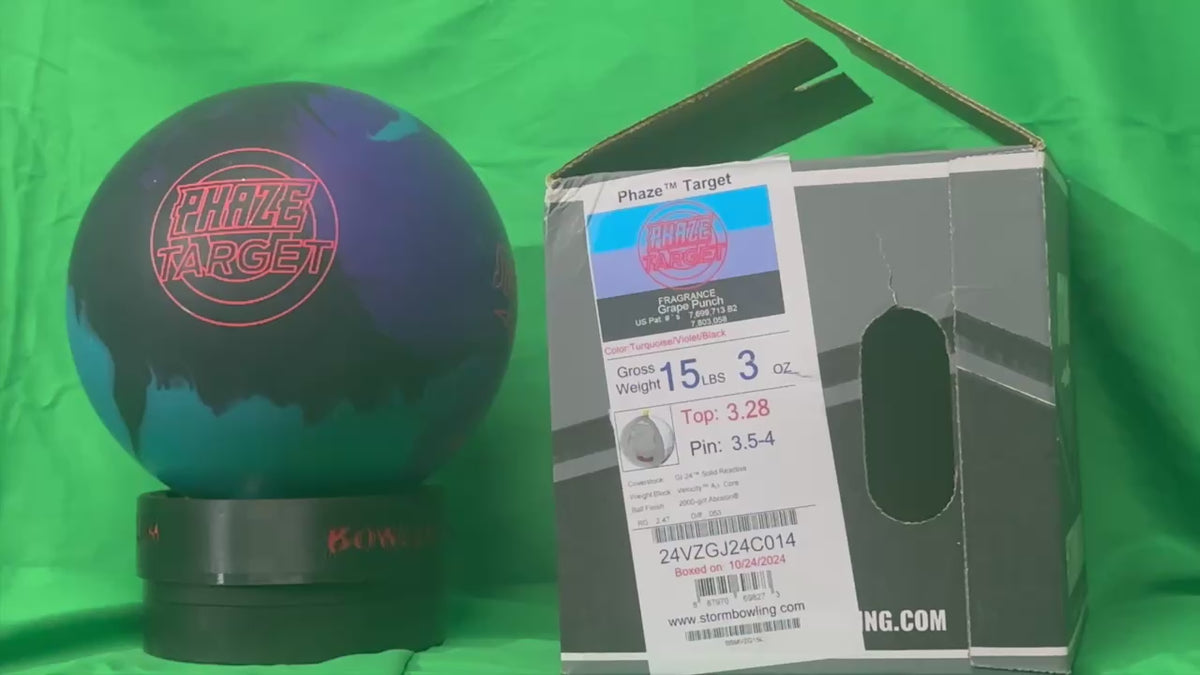 PHAZE
TARGET
BOWL
Phaze™ Target
PHAZE
TARGET
FRAGRANCE
Grape Punch
US Pat. #'s 7,699,713 B2
7,803,058
Color:Turquoise/Violet/Black
Gross
Weight 15 LBS 3 OZ
Top: 3.28
Pin: 3.5-4
Coverstock GI-24™ Solid Reactive
Weight Block Velocity™ A.I. Core
Ball Finish 2000-grit Abralon®
RG 2.47 Diff .053
24VZGJ24C014
Boxed on: 10/24/2024
www.stormbowling.com
NG.COM